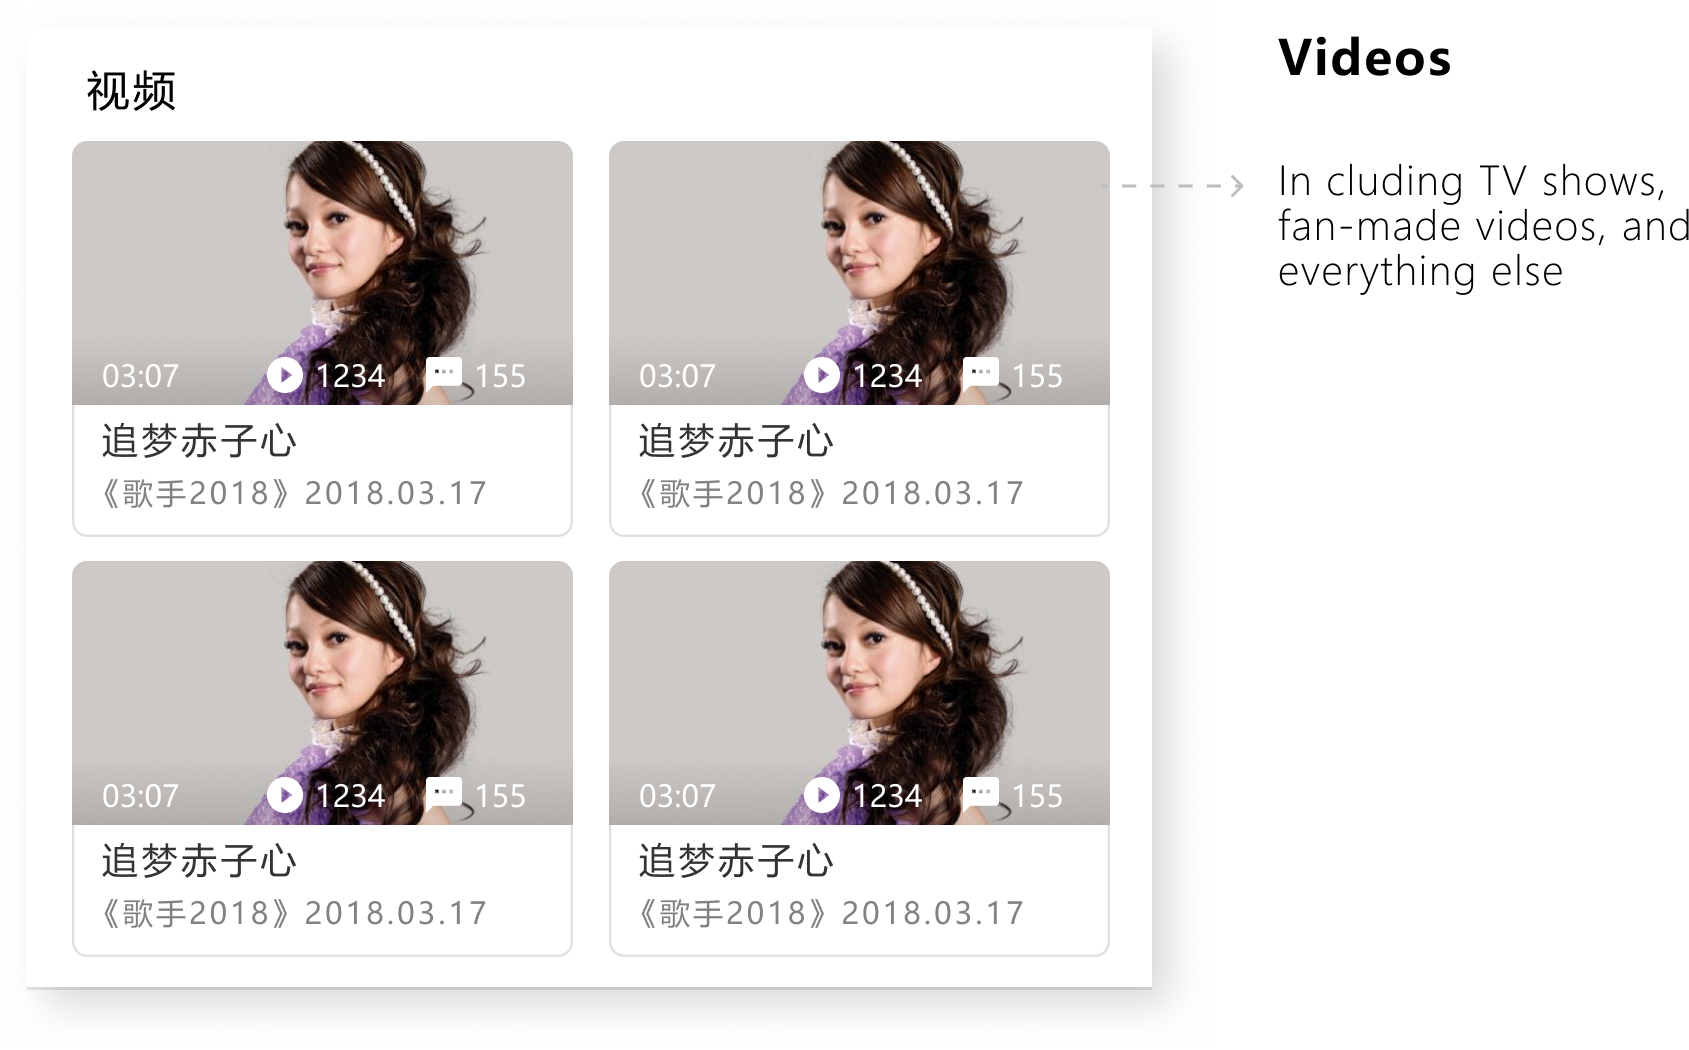 视频
03:07 1234 155
追梦赤子心
《歌手2018》2018.03.17
03:07 1234 155
追梦赤子心
《歌手2018》2018.03.17
03:07 1234 155
追梦赤子心
《歌手2018》2018.03.17
03:07 1234 155
追梦赤子心
《歌手2018》2018.03.17
Videos
In cluding TV shows,
fan-made videos, and
everything else